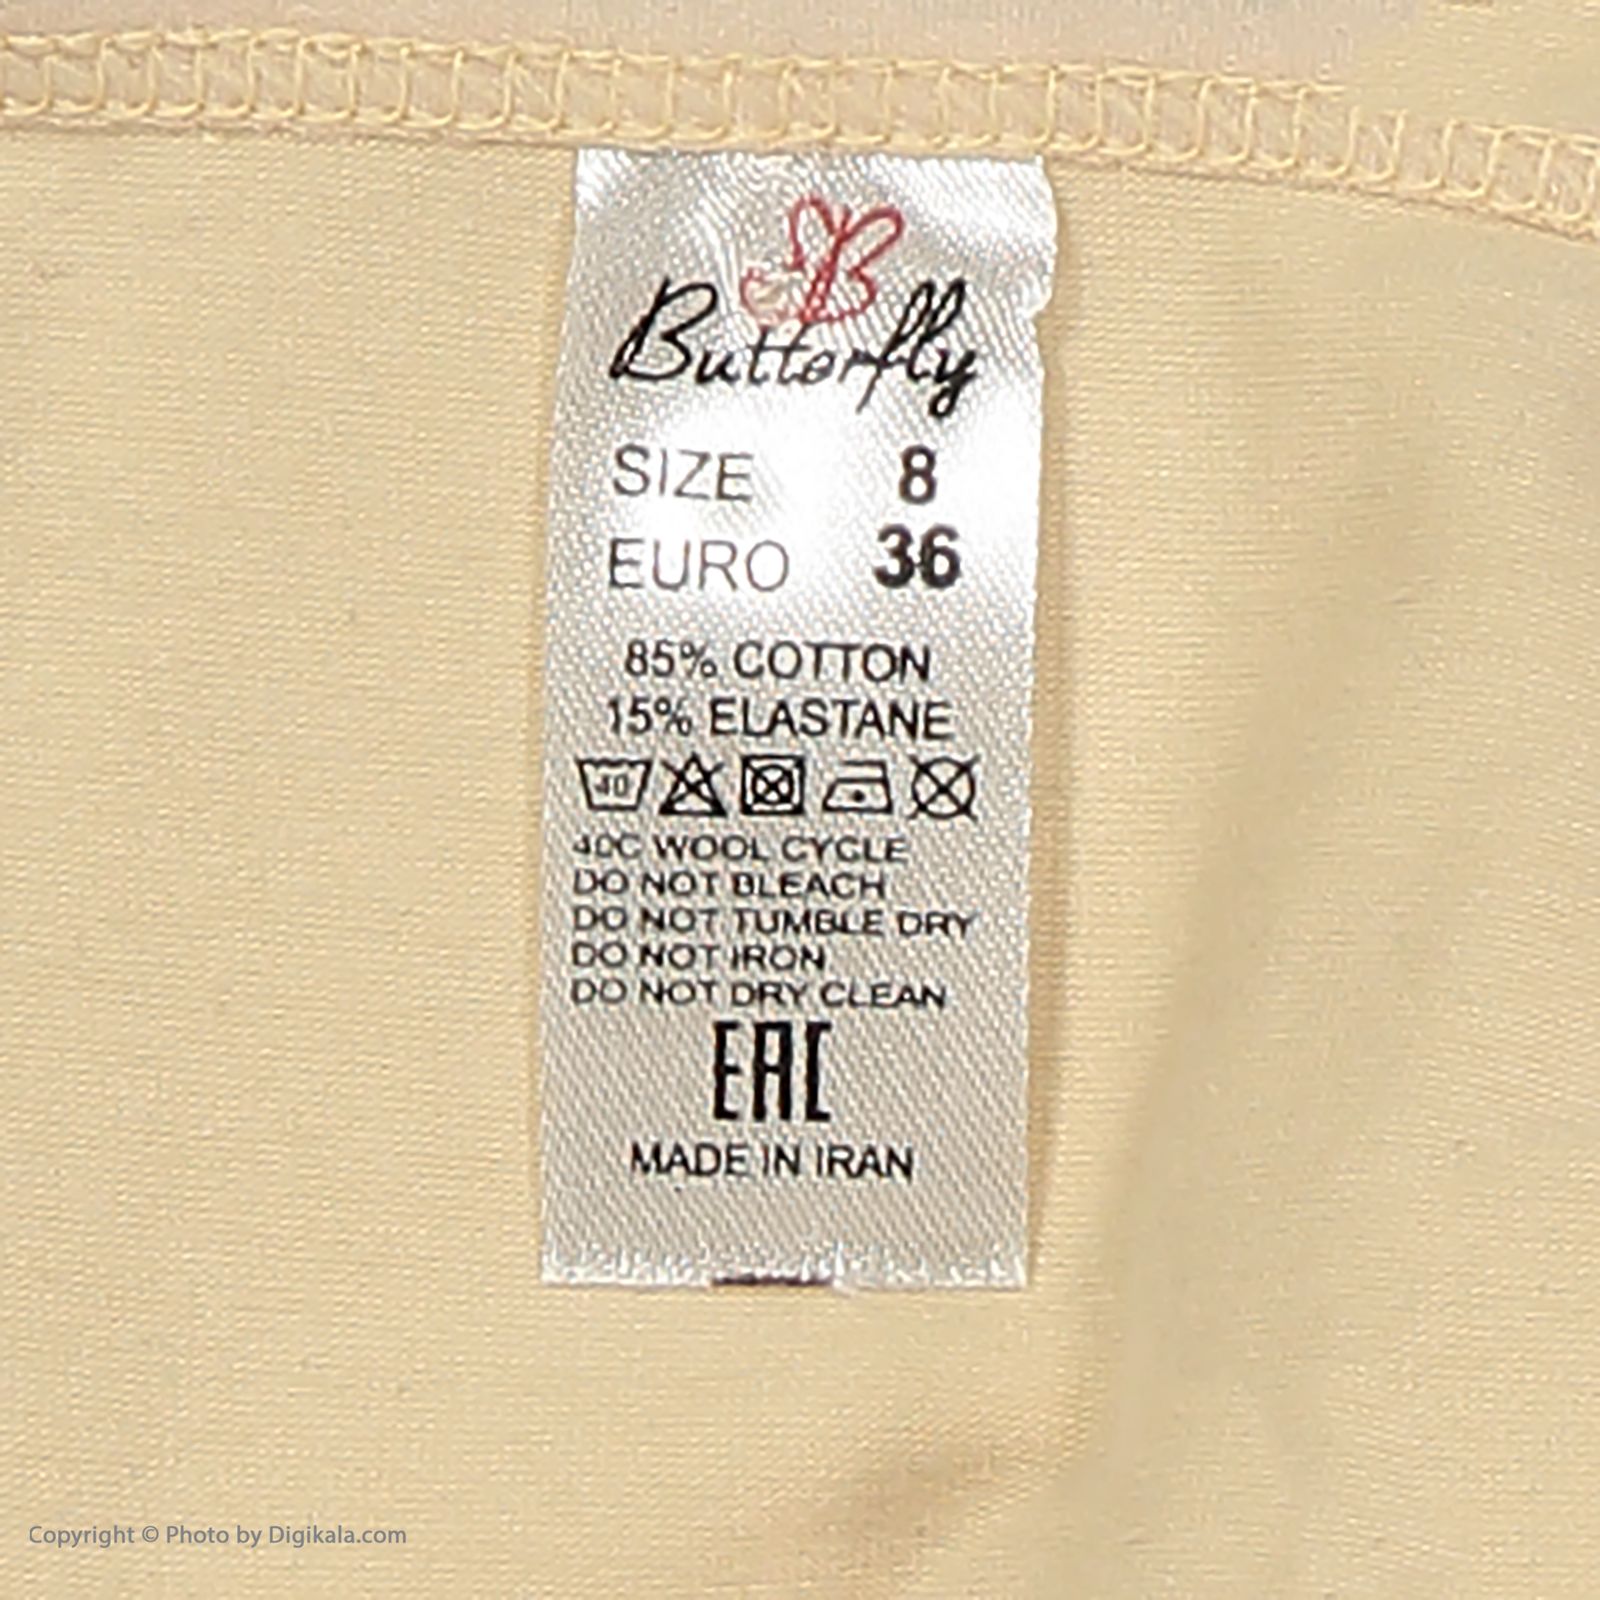 Butterfly
SIZE 8
EURO 36
85% COTTON
15% ELASTANE
40
40C WOOL CYCLE
DO NOT BLEACH
DO NOT TUMBLE DRY
DO NOT IRON
DO NOT DRY CLEAN
EAC
MADE IN IRAN
Copyright © Photo by Digikala.com